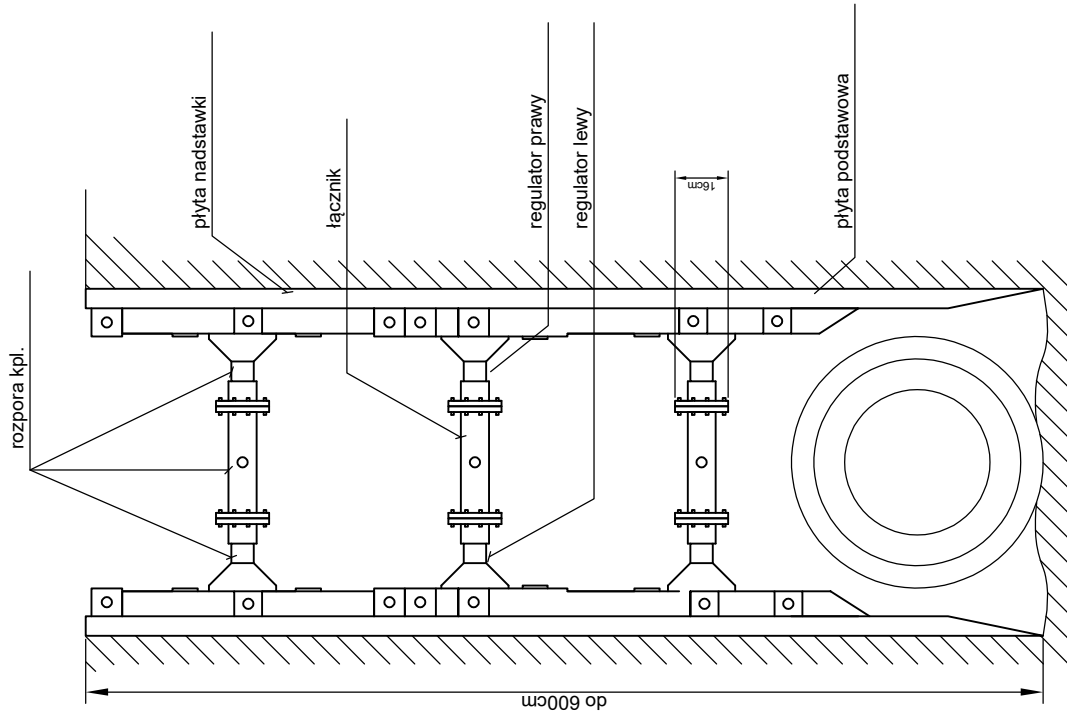 rozpora kpl.
płyta nadstawki
łącznik
regulator prawy
regulator lewy
16cm
płyta podstawowa
do 600cm